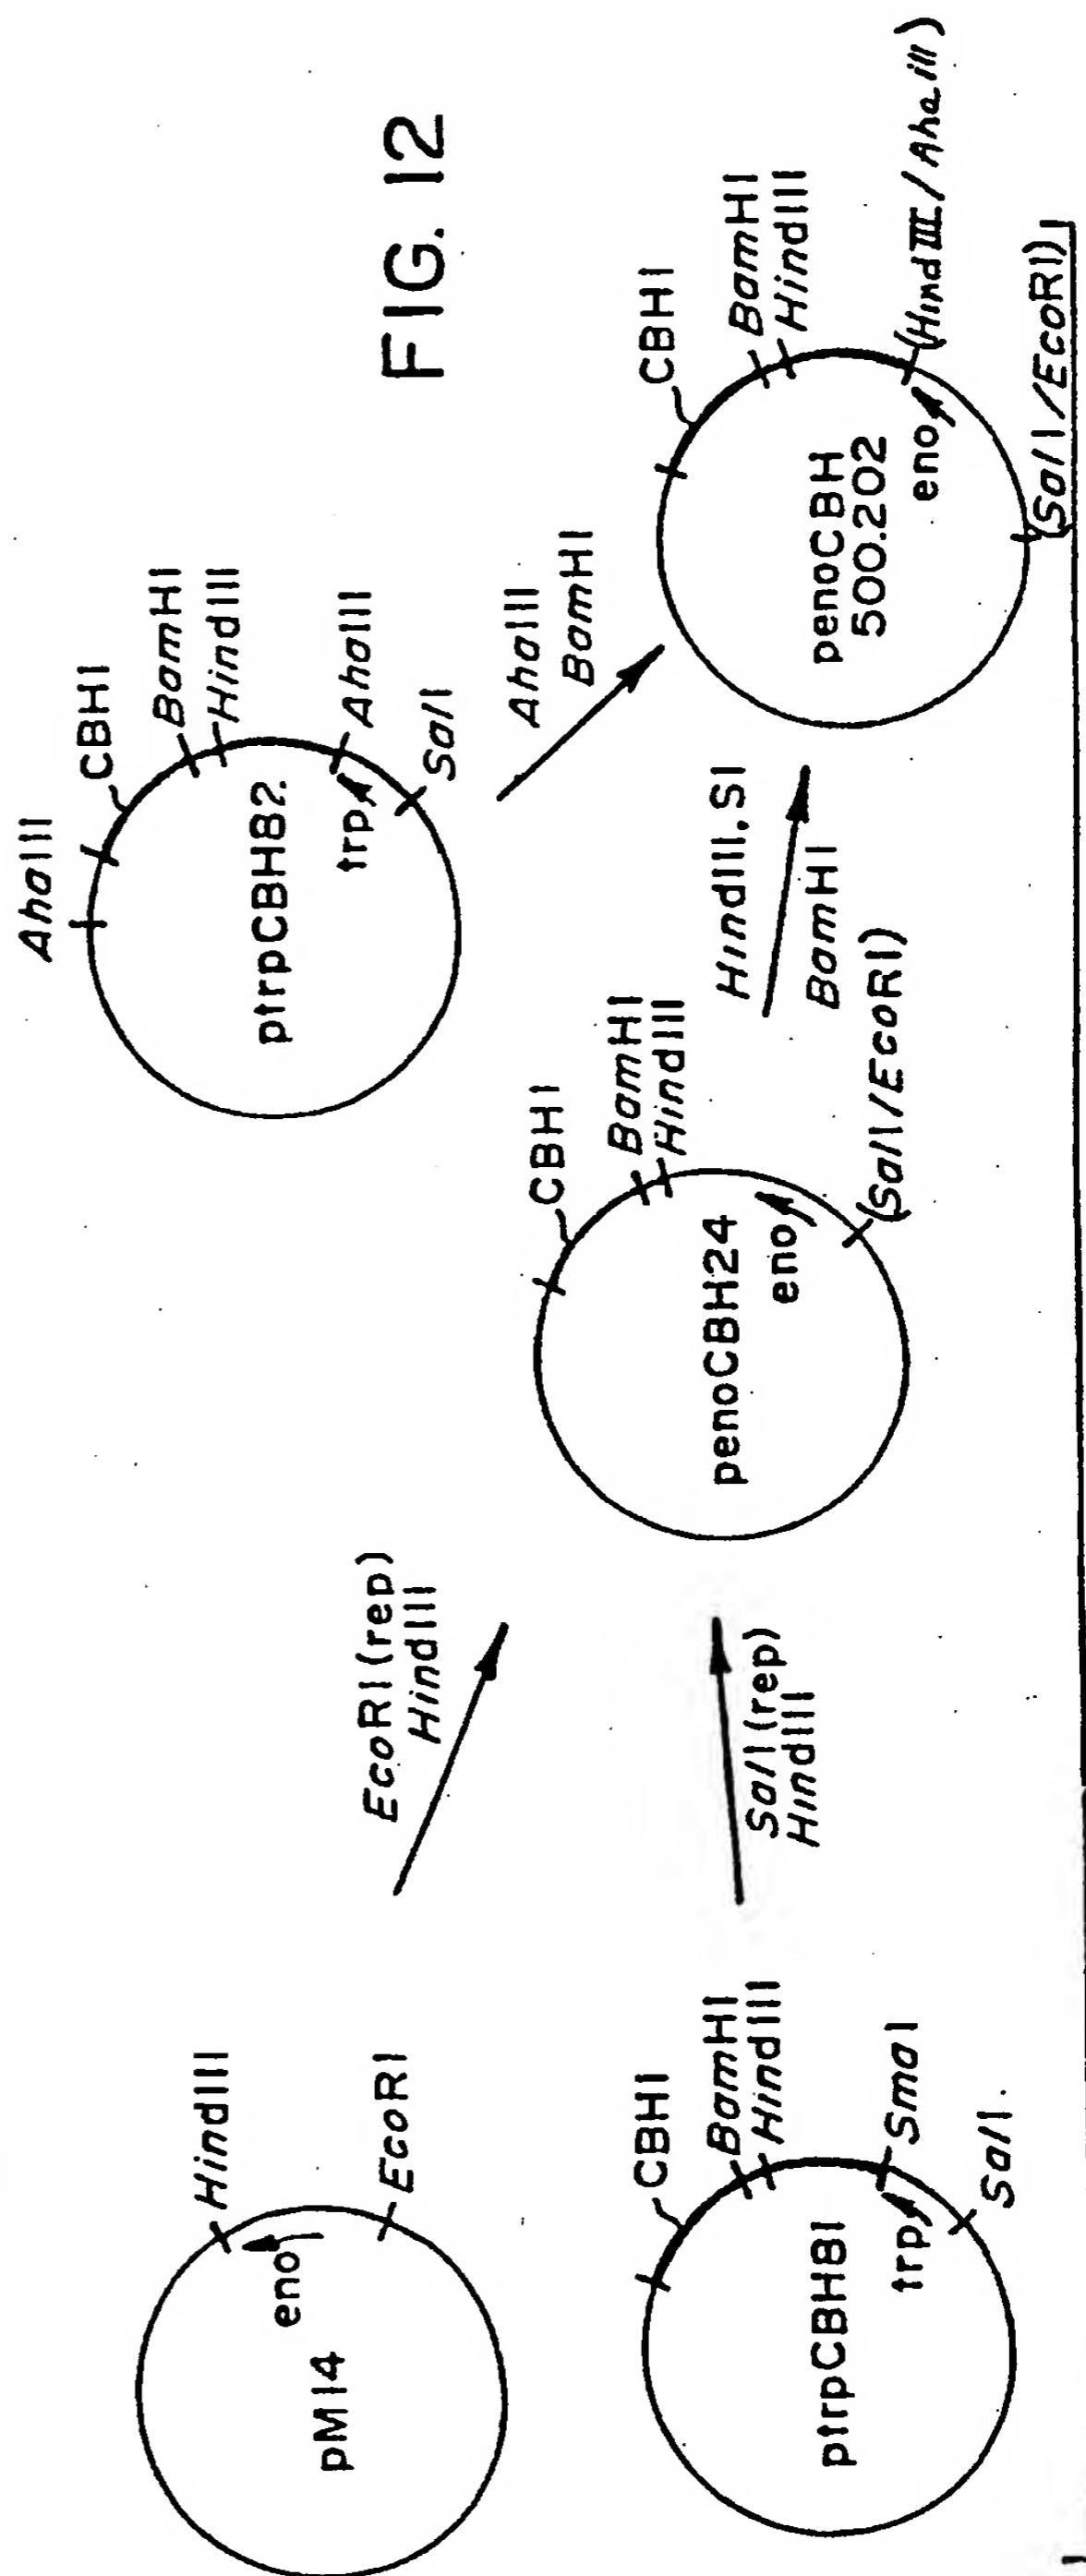 HindIII
eno
pM14
EcoRI
EcoRI (rep)
HindIII
CBHI
BamHI
HindIII
SmaI
trp
ptrpCBH81
SalI.
SalI (rep)
HindIII
CBHI
BamHI
HindIII
penoCBH24
eno
(SalI/EcoRI)
AhaIII
CBHI
BamHI
HindIII
ptrpCBH82.
AhaIII
trp
SalI
HindIII, SI
BamHI
AhaIII
BamHI
CBHI
BamHI
HindIII
penoCBH
500.202
eno
(HindIII/AhaIII)
(SalI/EcoRI)
FIG. 12